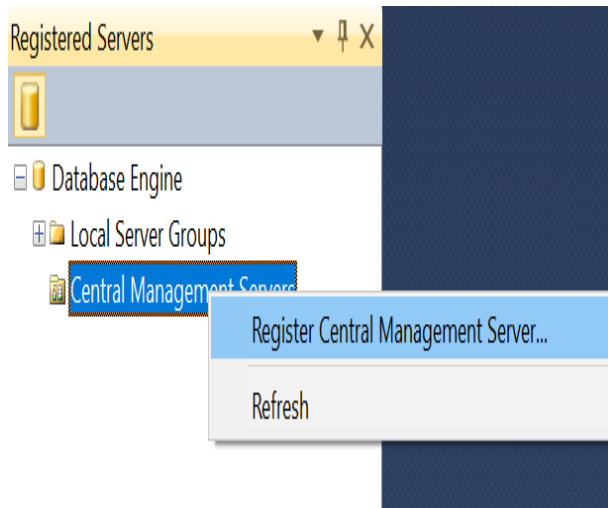 Registered Servers
Database Engine
Local Server Groups
Central Management Servers
Register Central Management Server...
Refresh